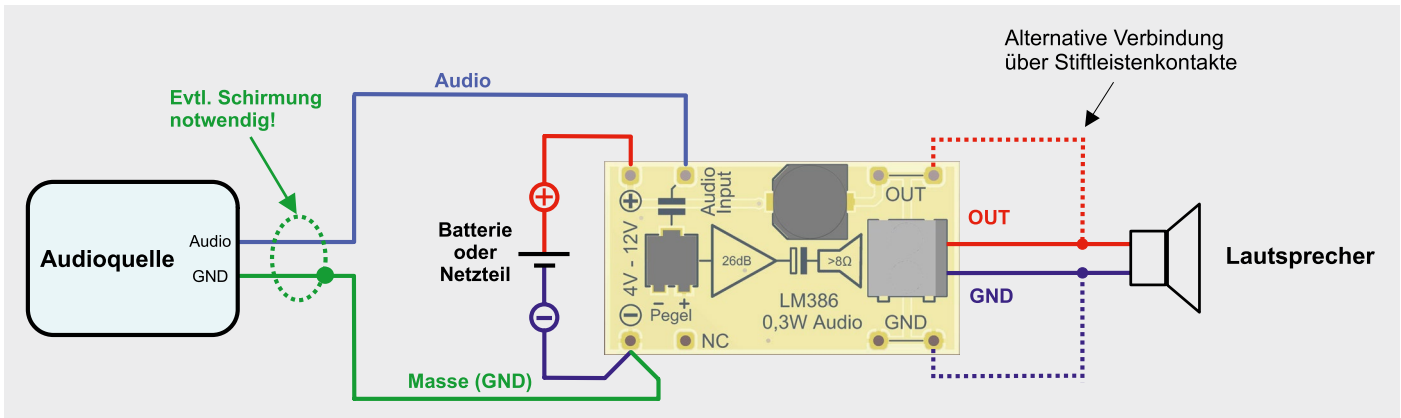 Alternative Verbindung
über Stiftleistenkontakte
Audio
Evtl. Schirmung
notwendig!
Audioquelle
Audio
GND
Batterie
oder
Netzteil
+
−
4V - 12V
+
−
Audio
Input
26dB
>8Ω
− +
Pegel
LM386
0,3W Audio
NC
OUT
GND
OUT
GND
Lautsprecher
Masse (GND)